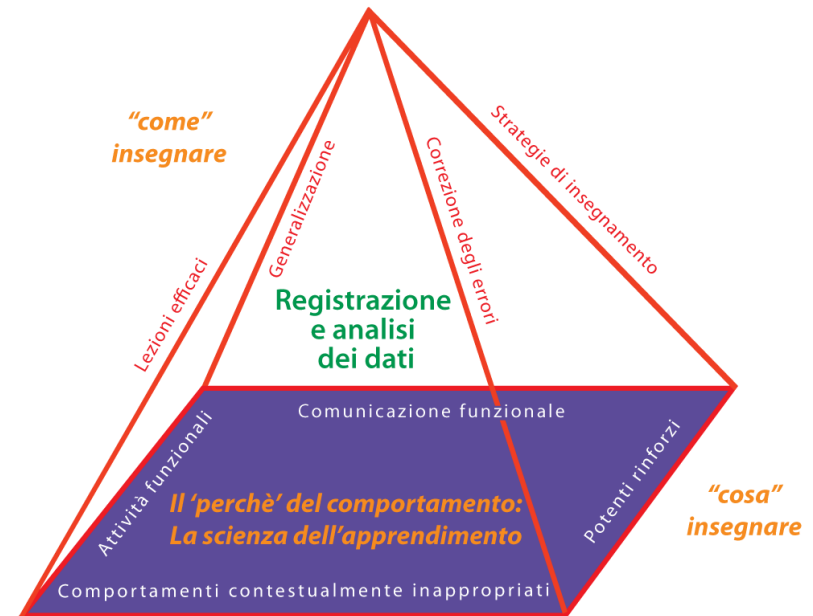 “come”
insegnare
Lezioni efficaci
Generalizzazione
Correzione degli errori
Strategie di insegnamento
Registrazione
e analisi
dei dati
Comunicazione funzionale
Attività funzionali
Potenti rinforzi
Il ‘perchè’ del comportamento:
La scienza dell’apprendimento
“cosa”
insegnare
Comportamenti contestualmente inappropriati